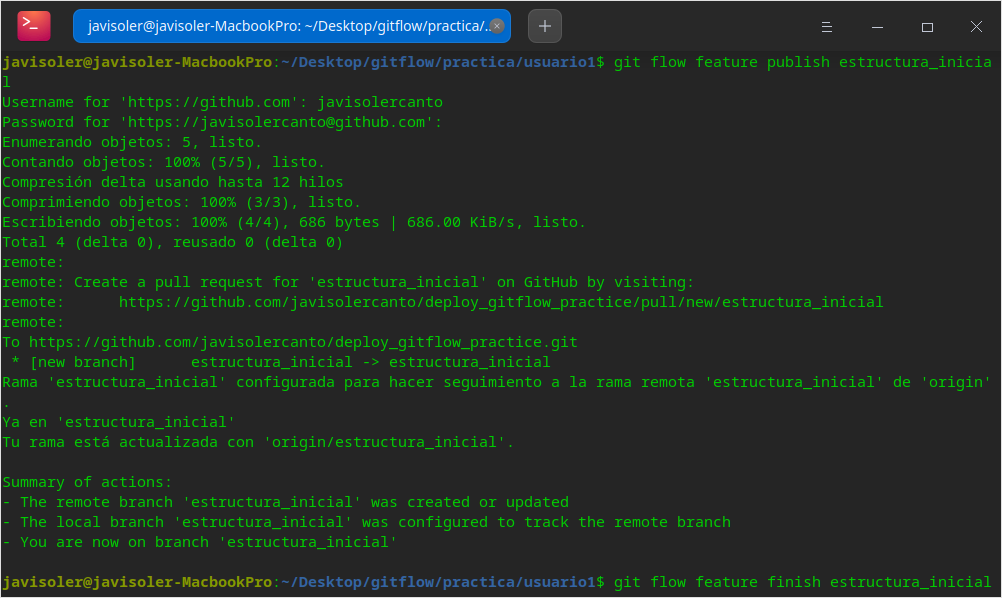 javisoler@javisoler-MacbookPro: ~/Desktop/gitflow/practica/..
javisoler@javisoler-MacbookPro:~/Desktop/gitflow/practica/usuario1$ git flow feature publish estructura_inicia
l
Username for 'https://github.com': javisolercanto
Password for 'https://javisolercanto@github.com':
Enumerando objetos: 5, listo.
Contando objetos: 100% (5/5), listo.
Compresión delta usando hasta 12 hilos
Comprimiendo objetos: 100% (3/3), listo.
Escribiendo objetos: 100% (4/4), 686 bytes | 686.00 KiB/s, listo.
Total 4 (delta 0), reusado 0 (delta 0)
remote:
remote: Create a pull request for 'estructura_inicial' on GitHub by visiting:
remote:      https://github.com/javisolercanto/deploy_gitflow_practice/pull/new/estructura_inicial
remote:
To https://github.com/javisolercanto/deploy_gitflow_practice.git
 * [new branch]      estructura_inicial -> estructura_inicial
Rama 'estructura_inicial' configurada para hacer seguimiento a la rama remota 'estructura_inicial' de 'origin'
.
Ya en 'estructura_inicial'
Tu rama está actualizada con 'origin/estructura_inicial'.
Summary of actions:
- The remote branch 'estructura_inicial' was created or updated
- The local branch 'estructura_inicial' was configured to track the remote branch
- You are now on branch 'estructura_inicial'
javisoler@javisoler-MacbookPro:~/Desktop/gitflow/practica/usuario1$ git flow feature finish estructura_inicial